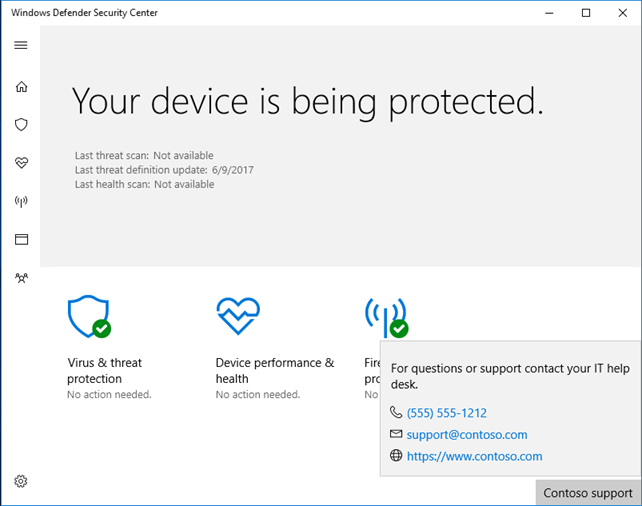 Windows Defender Security Center
Your device is being protected.
Last threat scan: Not available
Last threat definition update: 6/9/2017
Last health scan: Not available
Virus & threat
protection
No action needed.
Device performance &
health
No action needed.
No
For questions or support contact your IT help
desk.
(555) 555-1212
support@contoso.com
https://www.contoso.com
Contoso support